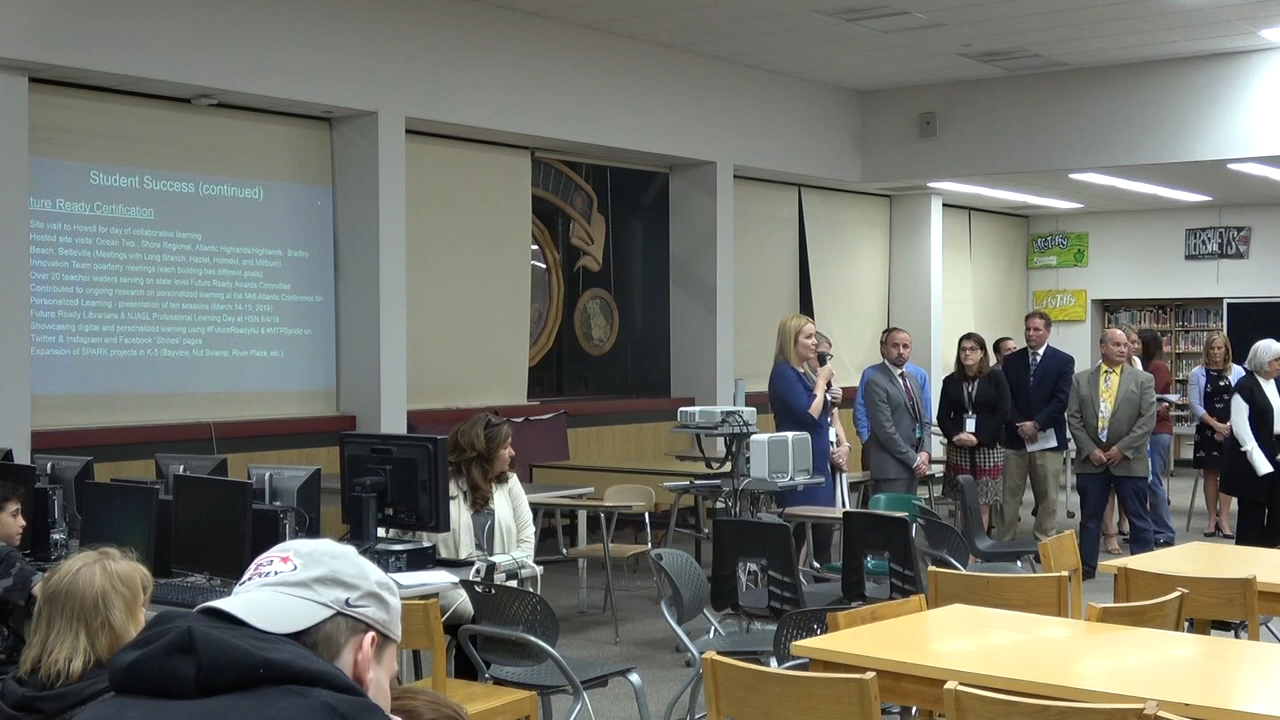 Student Success (continued)
ture Ready Certification
Site visit to Howell for day of collaborative learning
Hosted site visits: Ocean Twp., Shore Regional, Atlantic Highlands/Highlands, Bradley
Beach, Belleville (Meetings with Long Branch, Hazlet, Holmdel, and Millburn)
Innovation Team quarterly meetings (each building has different goals)
Over 20 teacher leaders serving on state level Future Ready Awards Committee
Contributed to ongoing research on personalized learning at the Mid-Atlantic Conference for
Personalized Learning - presentation of ten sessions (March 14-15, 2019)
Future Ready Librarians & NJASL Professional Learning Day at HSN 6/4/19
Showcasing digital and personalized learning using #FutureReadyNJ & #MTPSpride on
Twitter & Instagram and Facebook "Shines" pages
Expansion of SPARK projects in K-5 (Bayview, Nut Swamp, River Plaza, etc.)
LaffyTaffy
HERSHEY'S
LaffyTaffy
HOCKEY